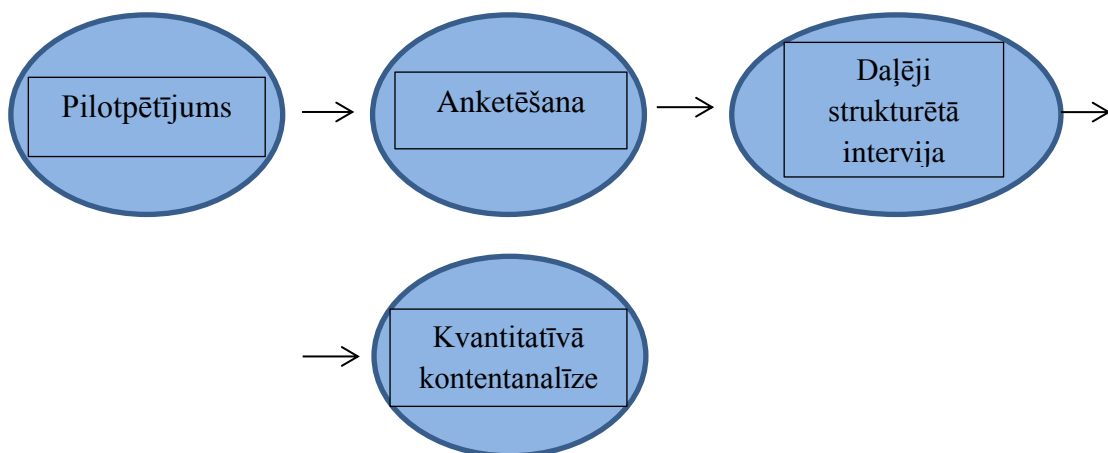 Pilotpētījums
Anketēšana
Daļēji
strukturētā
intervija
Kvantitatīvā
kontentanalīze